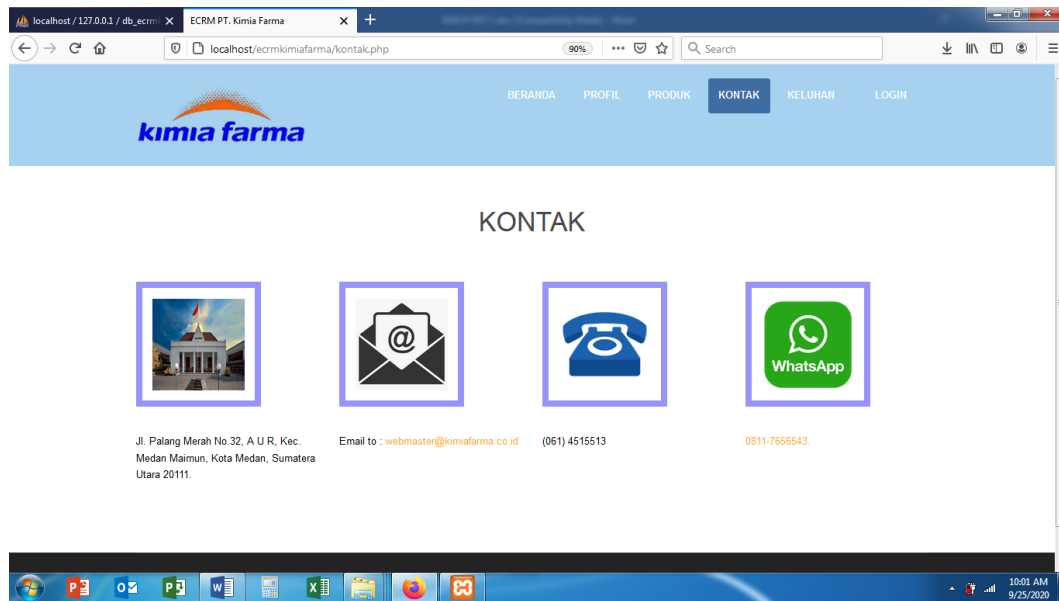 localhost / 127.0.0.1 / db_ecrm
ECRM PT. Kimia Farma
localhost/ecrmkimiafarma/kontak.php
90%
Search
kimia farma
BERANDA PROFIL PRODUK KONTAK KELUHAN LOGIN
KONTAK
@
WhatsApp
Jl. Palang Merah No.32, A U R, Kec.
Medan Maimun, Kota Medan, Sumatera
Utara 20111.
Email to : webmaster@kimiafarma.co.id
(061) 4515513
0811-7656543.
10:01 AM
9/25/2020